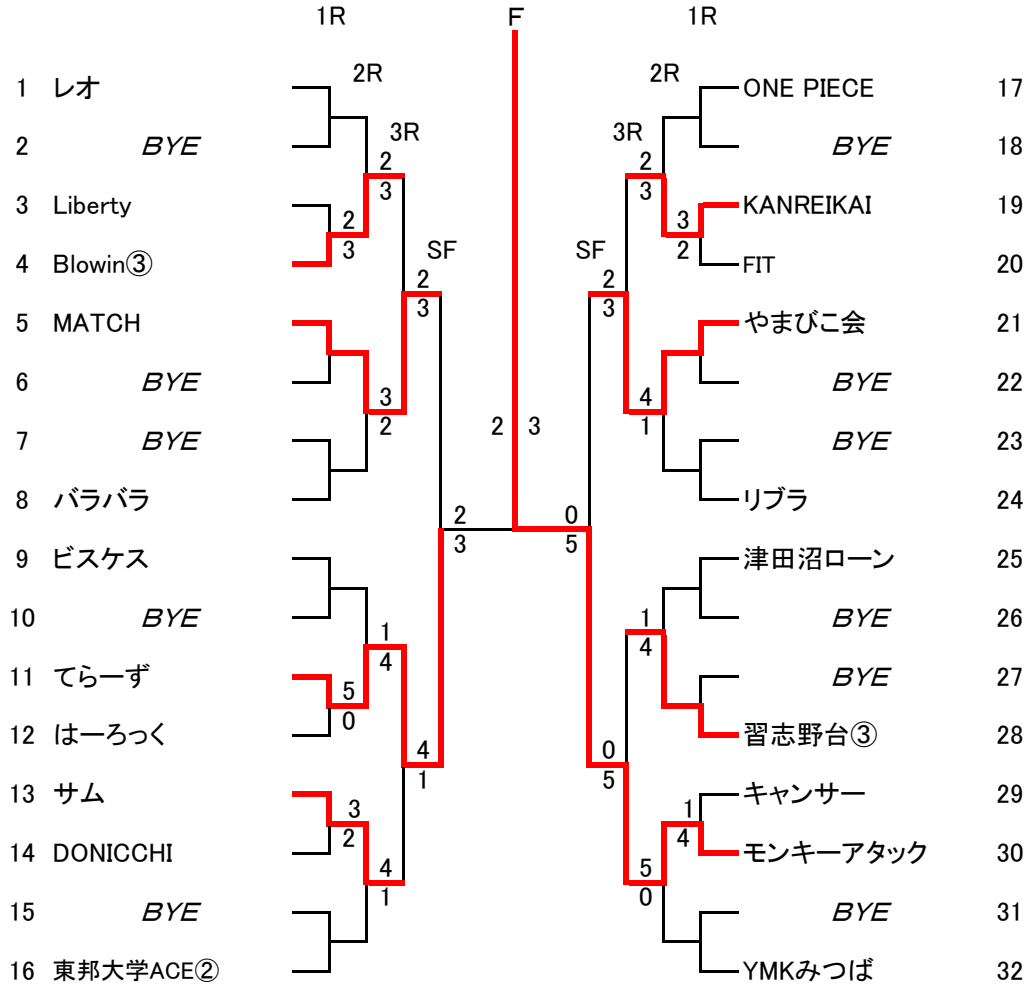 1R F 1R
2R 2R
1 レオ ONE PIECE 17
3R 3R
2 BYE BYE 18
2 2
3 3
3 Liberty KANREIKAI 19
2 3
3 2
4 Blowin③ SF SF FIT 20
2 2
3 3
5 MATCH やまびこ会 21
6 BYE BYE 22
3 4
2 1
2 3
7 BYE BYE 23
8 バラバラ リブラ 24
2 0
3 5
9 ビスケス 津田沼ローン 25
10 BYE BYE 26
1 1
4 4
11 てらーず BYE 27
5
0
12 はーろっく 習志野台③ 28
4 0
1 5
13 サム キャンサー 29
3 1
2 4
14 DONICCHI モンキーアタック 30
4 5
1 0
15 BYE BYE 31
16 東邦大学ACE② YMKみつば 32